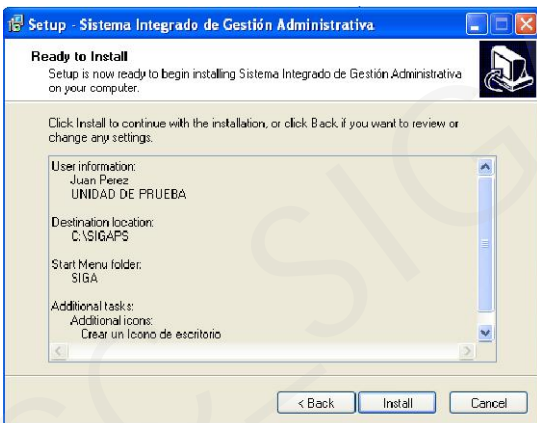 Setup - Sistema Integrado de Gestión Administrativa
Ready to Install
Setup is now ready to begin installing Sistema Integrado de Gestión Administrativa
on your computer.
Click Install to continue with the installation, or click Back if you want to review or
change any settings.
User information:
Juan Perez
UNIDAD DE PRUEBA
Destination location:
C:\SIGAPS
Start Menu folder:
SIGA
Additional tasks:
Additional icons:
Crear un Icono de escritorio
< Back
Install
Cancel